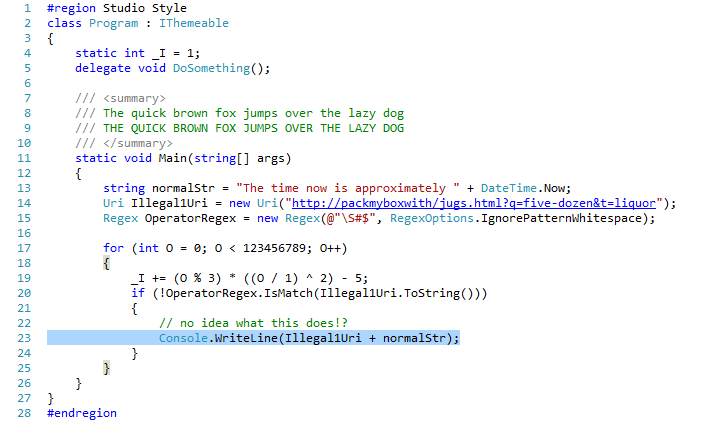 1 #region Studio Style
2 class Program : IThemeable
3 {
4     static int _I = 1;
5     delegate void DoSomething();
6
7     /// <summary>
8     /// The quick brown fox jumps over the lazy dog
9     /// THE QUICK BROWN FOX JUMPS OVER THE LAZY DOG
10     /// </summary>
11     static void Main(string[] args)
12     {
13         string normalStr = "The time now is approximately " + DateTime.Now;
14         Uri Illegal1Uri = new Uri("http://packmyboxwith/jugs.html?q=five-dozen&t=liquor");
15         Regex OperatorRegex = new Regex(@"\S#$", RegexOptions.IgnorePatternWhitespace);
16
17         for (int O = 0; O < 123456789; O++)
18         {
19             _I += (O % 3) * ((O / 1) ^ 2) - 5;
20             if (!OperatorRegex.IsMatch(Illegal1Uri.ToString()))
21             {
22                 // no idea what this does!?
23                 Console.WriteLine(Illegal1Uri + normalStr);
24             }
25         }
26     }
27 }
28 #endregion